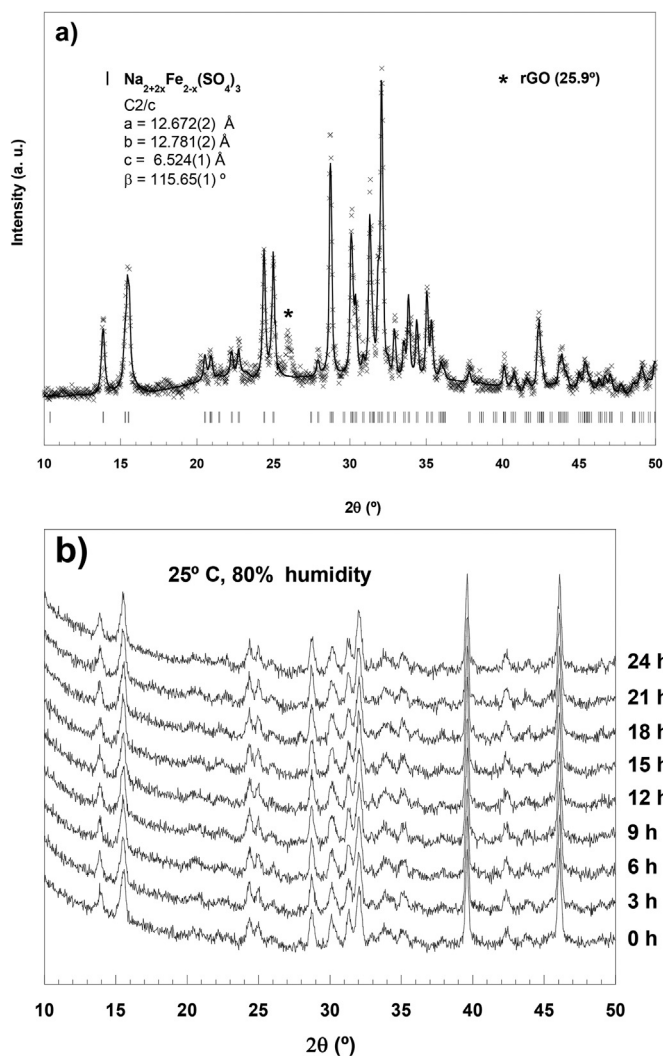 a)
| Na2+2xFe2-x(SO4)3
* rGO (25.9º)
C2/c
a = 12.672(2) Å
b = 12.781(2) Å
c = 6.524(1) Å
β = 115.65(1) º
Intensity (a. u.)
*
10 15 20 25 30 35 40 45 50
2θ (º)
b)
25º C, 80% humidity
24 h
21 h
18 h
15 h
12 h
9 h
6 h
3 h
0 h
10 15 20 25 30 35 40 45 50
2θ (º)